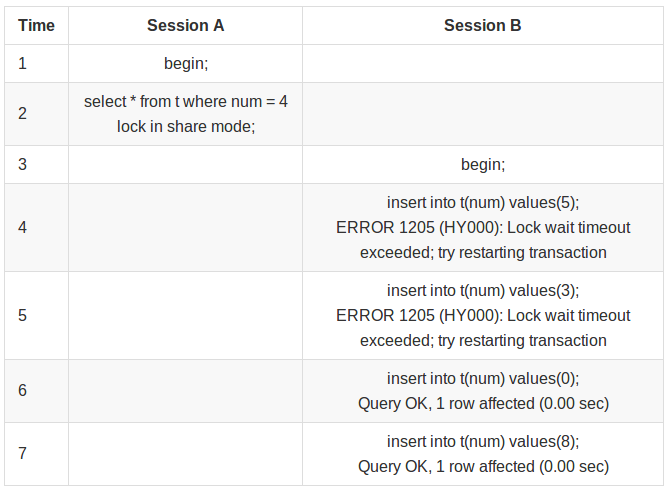 Time Session A Session B
1 begin;
2 select * from t where num = 4
lock in share mode;
3 begin;
4 insert into t(num) values(5);
ERROR 1205 (HY000): Lock wait timeout
exceeded; try restarting transaction
5 insert into t(num) values(3);
ERROR 1205 (HY000): Lock wait timeout
exceeded; try restarting transaction
6 insert into t(num) values(0);
Query OK, 1 row affected (0.00 sec)
7 insert into t(num) values(8);
Query OK, 1 row affected (0.00 sec)